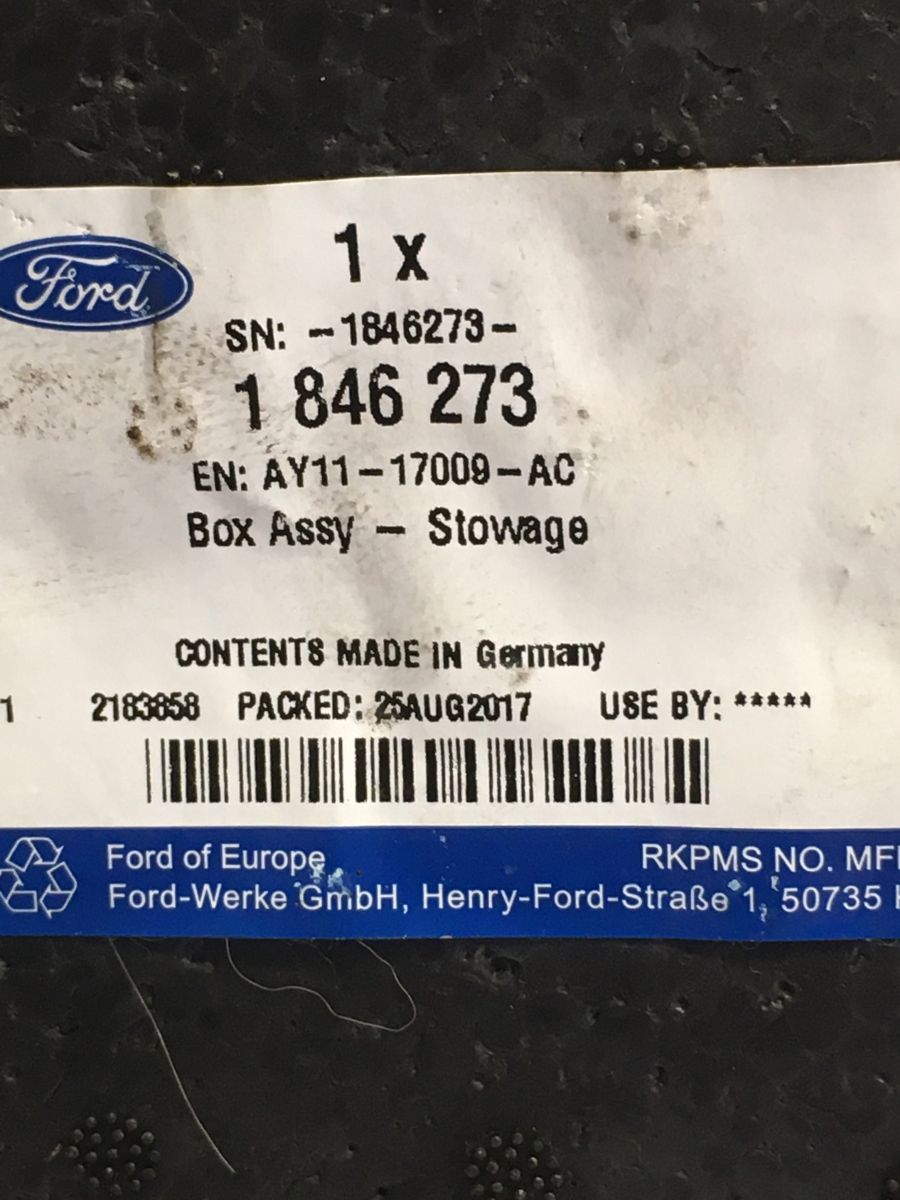 Ford
1 x
SN: -1846273-
1 846 273
EN: AY11-17009-AC
Box Assy - Stowage
CONTENTS MADE IN Germany
1 2183858 PACKED: 25AUG2017 USE BY: *****
Ford of Europe RKPMS NO. MF
Ford-Werke GmbH, Henry-Ford-Straße 1, 50735